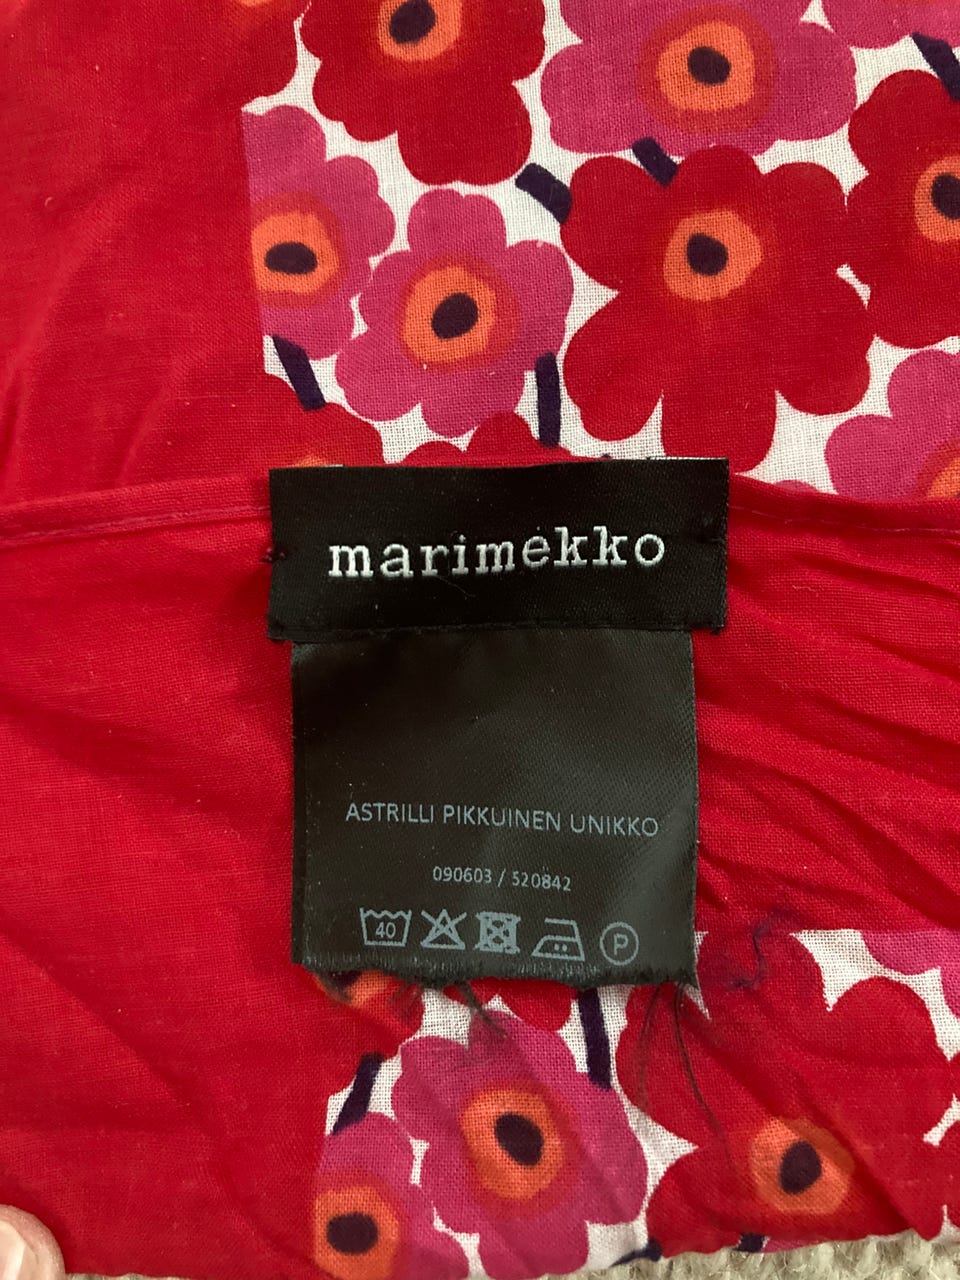 marimekko
ASTRILLI PIKKUINEN UNIKKO
090603 / 520842
40
P